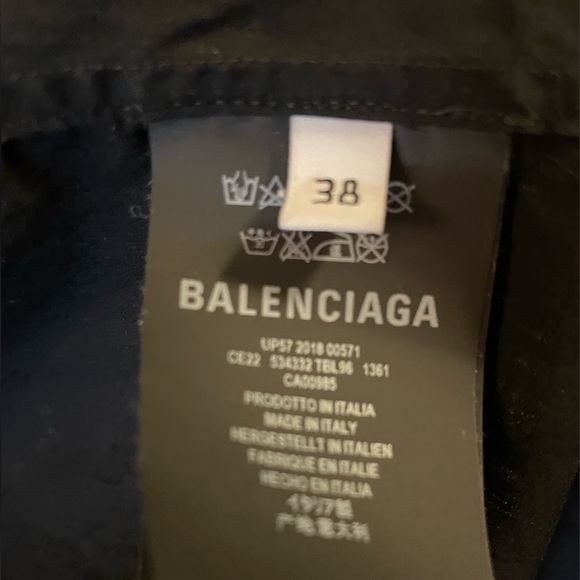 38
BALENCIAGA
UP57 2018 00571
CE22 534332 TBL96 1361
CA00985
PRODOTTO IN ITALIA
MADE IN ITALY
HERGESTELLT IN ITALIEN
FABRIQUE EN ITALIE
HECHO EN ITALIA
イタリア製
产地意大利